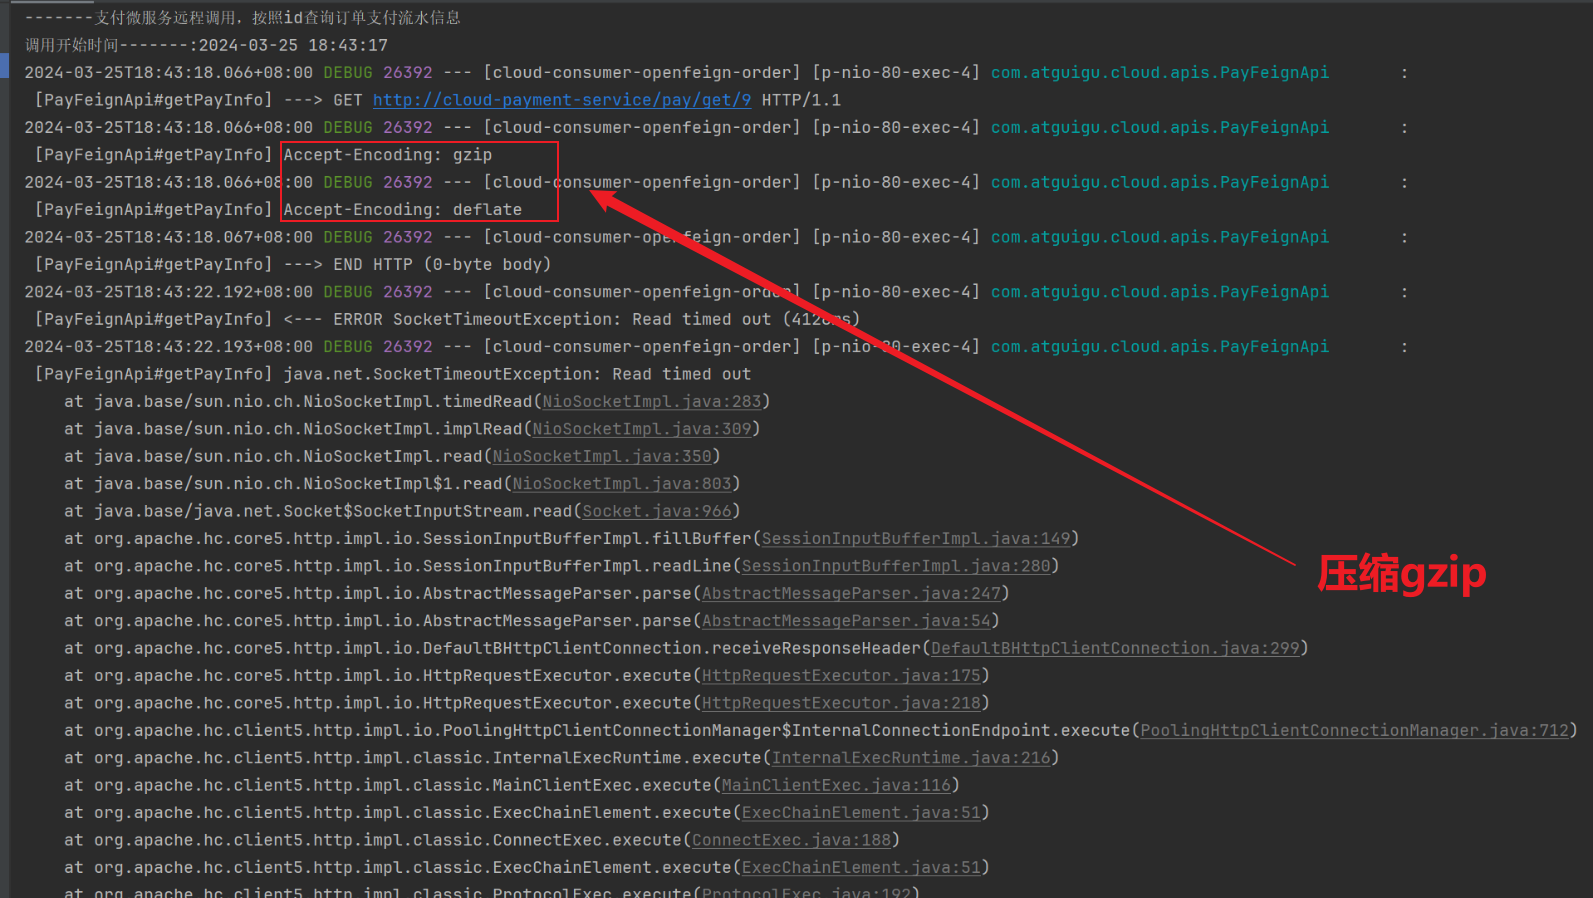 -------支付微服务远程调用，按照id查询订单支付流水信息
调用开始时间-------:2024-03-25 18:43:17
2024-03-25T18:43:18.066+08:00 DEBUG 26392 --- [cloud-consumer-openfeign-order] [p-nio-80-exec-4] com.atguigu.cloud.apis.PayFeignApi :
[PayFeignApi#getPayInfo] ---> GET http://cloud-payment-service/pay/get/9 HTTP/1.1
2024-03-25T18:43:18.066+08:00 DEBUG 26392 --- [cloud-consumer-openfeign-order] [p-nio-80-exec-4] com.atguigu.cloud.apis.PayFeignApi :
[PayFeignApi#getPayInfo] Accept-Encoding: gzip
2024-03-25T18:43:18.066+08:00 DEBUG 26392 --- [cloud-consumer-openfeign-order] [p-nio-80-exec-4] com.atguigu.cloud.apis.PayFeignApi :
[PayFeignApi#getPayInfo] Accept-Encoding: deflate
2024-03-25T18:43:18.067+08:00 DEBUG 26392 --- [cloud-consumer-openfeign-order] [p-nio-80-exec-4] com.atguigu.cloud.apis.PayFeignApi :
[PayFeignApi#getPayInfo] ---> END HTTP (0-byte body)
2024-03-25T18:43:22.192+08:00 DEBUG 26392 --- [cloud-consumer-openfeign-order] [p-nio-80-exec-4] com.atguigu.cloud.apis.PayFeignApi :
[PayFeignApi#getPayInfo] <--- ERROR SocketTimeoutException: Read timed out (4126ms)
2024-03-25T18:43:22.193+08:00 DEBUG 26392 --- [cloud-consumer-openfeign-order] [p-nio-80-exec-4] com.atguigu.cloud.apis.PayFeignApi :
[PayFeignApi#getPayInfo] java.net.SocketTimeoutException: Read timed out
at java.base/sun.nio.ch.NioSocketImpl.timedRead(NioSocketImpl.java:283)
at java.base/sun.nio.ch.NioSocketImpl.implRead(NioSocketImpl.java:309)
at java.base/sun.nio.ch.NioSocketImpl.read(NioSocketImpl.java:350)
at java.base/sun.nio.ch.NioSocketImpl$1.read(NioSocketImpl.java:803)
at java.base/java.net.Socket$SocketInputStream.read(Socket.java:966)
at org.apache.hc.core5.http.impl.io.SessionInputBufferImpl.fillBuffer(SessionInputBufferImpl.java:149)
at org.apache.hc.core5.http.impl.io.SessionInputBufferImpl.readLine(SessionInputBufferImpl.java:280)
at org.apache.hc.core5.http.impl.io.AbstractMessageParser.parse(AbstractMessageParser.java:247)
at org.apache.hc.core5.http.impl.io.AbstractMessageParser.parse(AbstractMessageParser.java:54)
at org.apache.hc.core5.http.impl.io.DefaultBHttpClientConnection.receiveResponseHeader(DefaultBHttpClientConnection.java:299)
at org.apache.hc.core5.http.impl.io.HttpRequestExecutor.execute(HttpRequestExecutor.java:175)
at org.apache.hc.core5.http.impl.io.HttpRequestExecutor.execute(HttpRequestExecutor.java:218)
at org.apache.hc.client5.http.impl.io.PoolingHttpClientConnectionManager$InternalConnectionEndpoint.execute(PoolingHttpClientConnectionManager.java:712)
at org.apache.hc.client5.http.impl.classic.InternalExecRuntime.execute(InternalExecRuntime.java:216)
at org.apache.hc.client5.http.impl.classic.MainClientExec.execute(MainClientExec.java:116)
at org.apache.hc.client5.http.impl.classic.ExecChainElement.execute(ExecChainElement.java:51)
at org.apache.hc.client5.http.impl.classic.ConnectExec.execute(ConnectExec.java:188)
at org.apache.hc.client5.http.impl.classic.ExecChainElement.execute(ExecChainElement.java:51)
at org.apache.hc.client5.http.impl.classic.ProtocolExec.execute(ProtocolExec.java:192)
压缩gzip